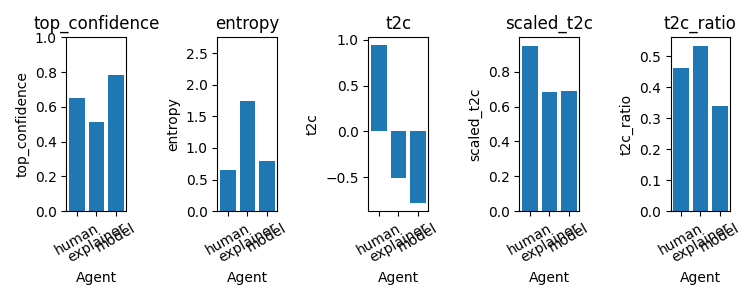 top_confidence
top_confidence
1.0
0.8
0.6
0.4
0.2
0.0
human
explainer
model
Agent
entropy
entropy
2.5
2.0
1.5
1.0
0.5
0.0
human
explainer
model
Agent
t2c
t2c
1.0
0.5
0.0
−0.5
human
explainer
model
Agent
scaled_t2c
scaled_t2c
0.8
0.6
0.4
0.2
0.0
human
explainer
model
Agent
t2c_ratio
t2c_ratio
0.5
0.4
0.3
0.2
0.1
0.0
human
explainer
model
Agent